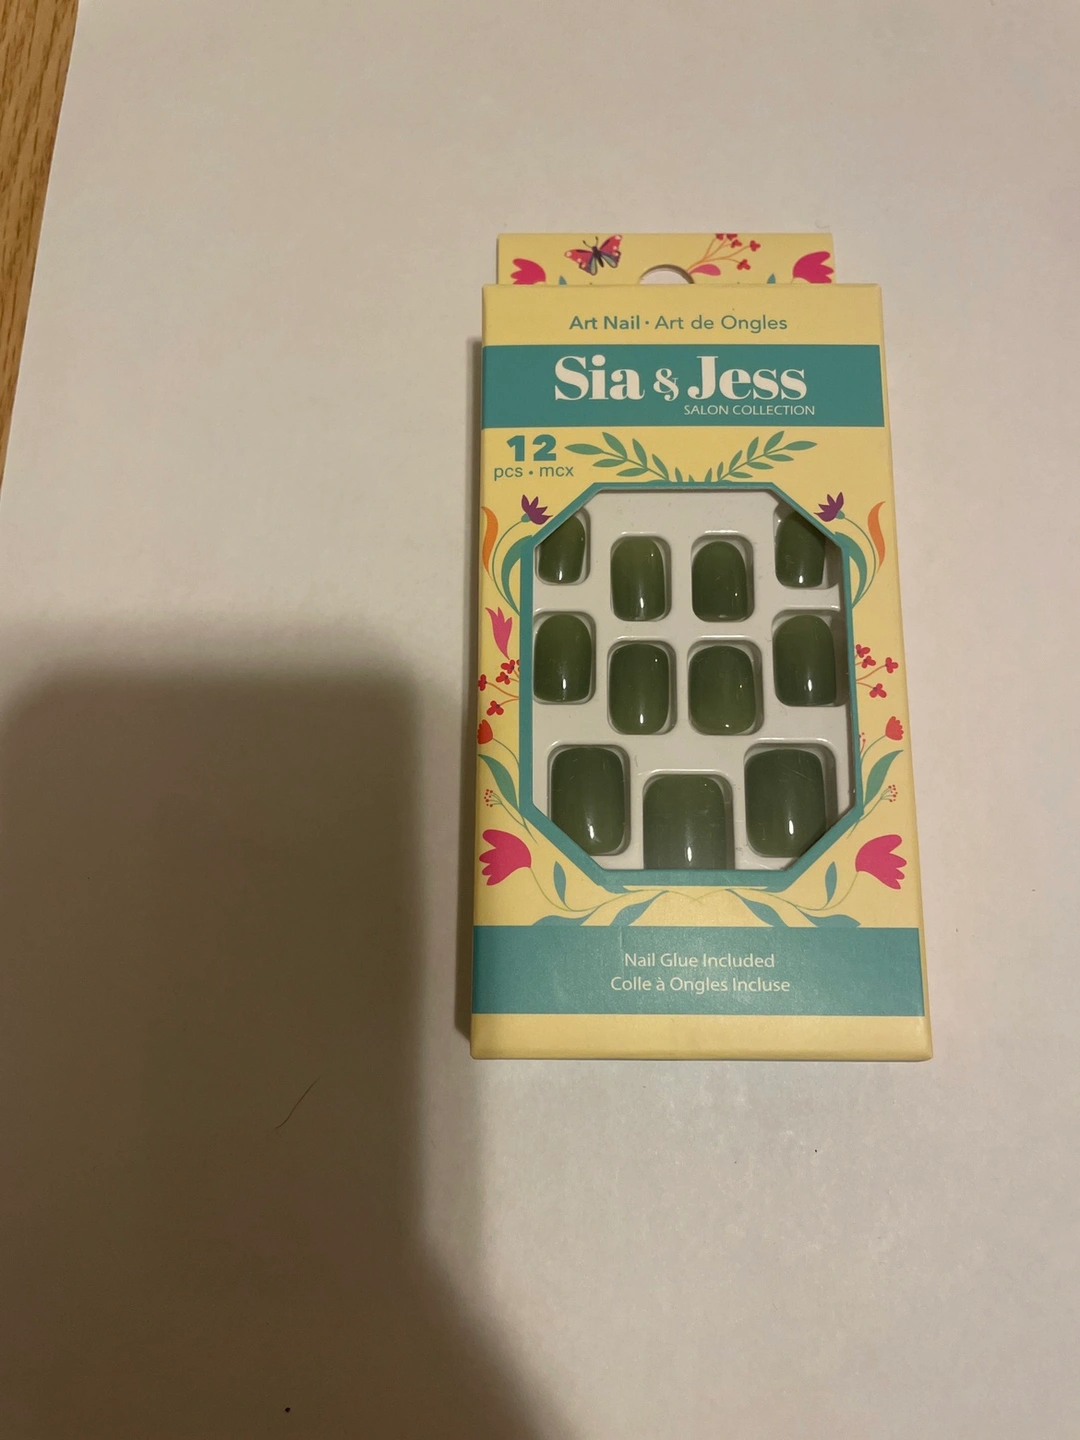 Art Nail • Art de Ongles
Sia & Jess
SALON COLLECTION
12
pcs • mcx
Nail Glue Included
Colle à Ongles Incluse